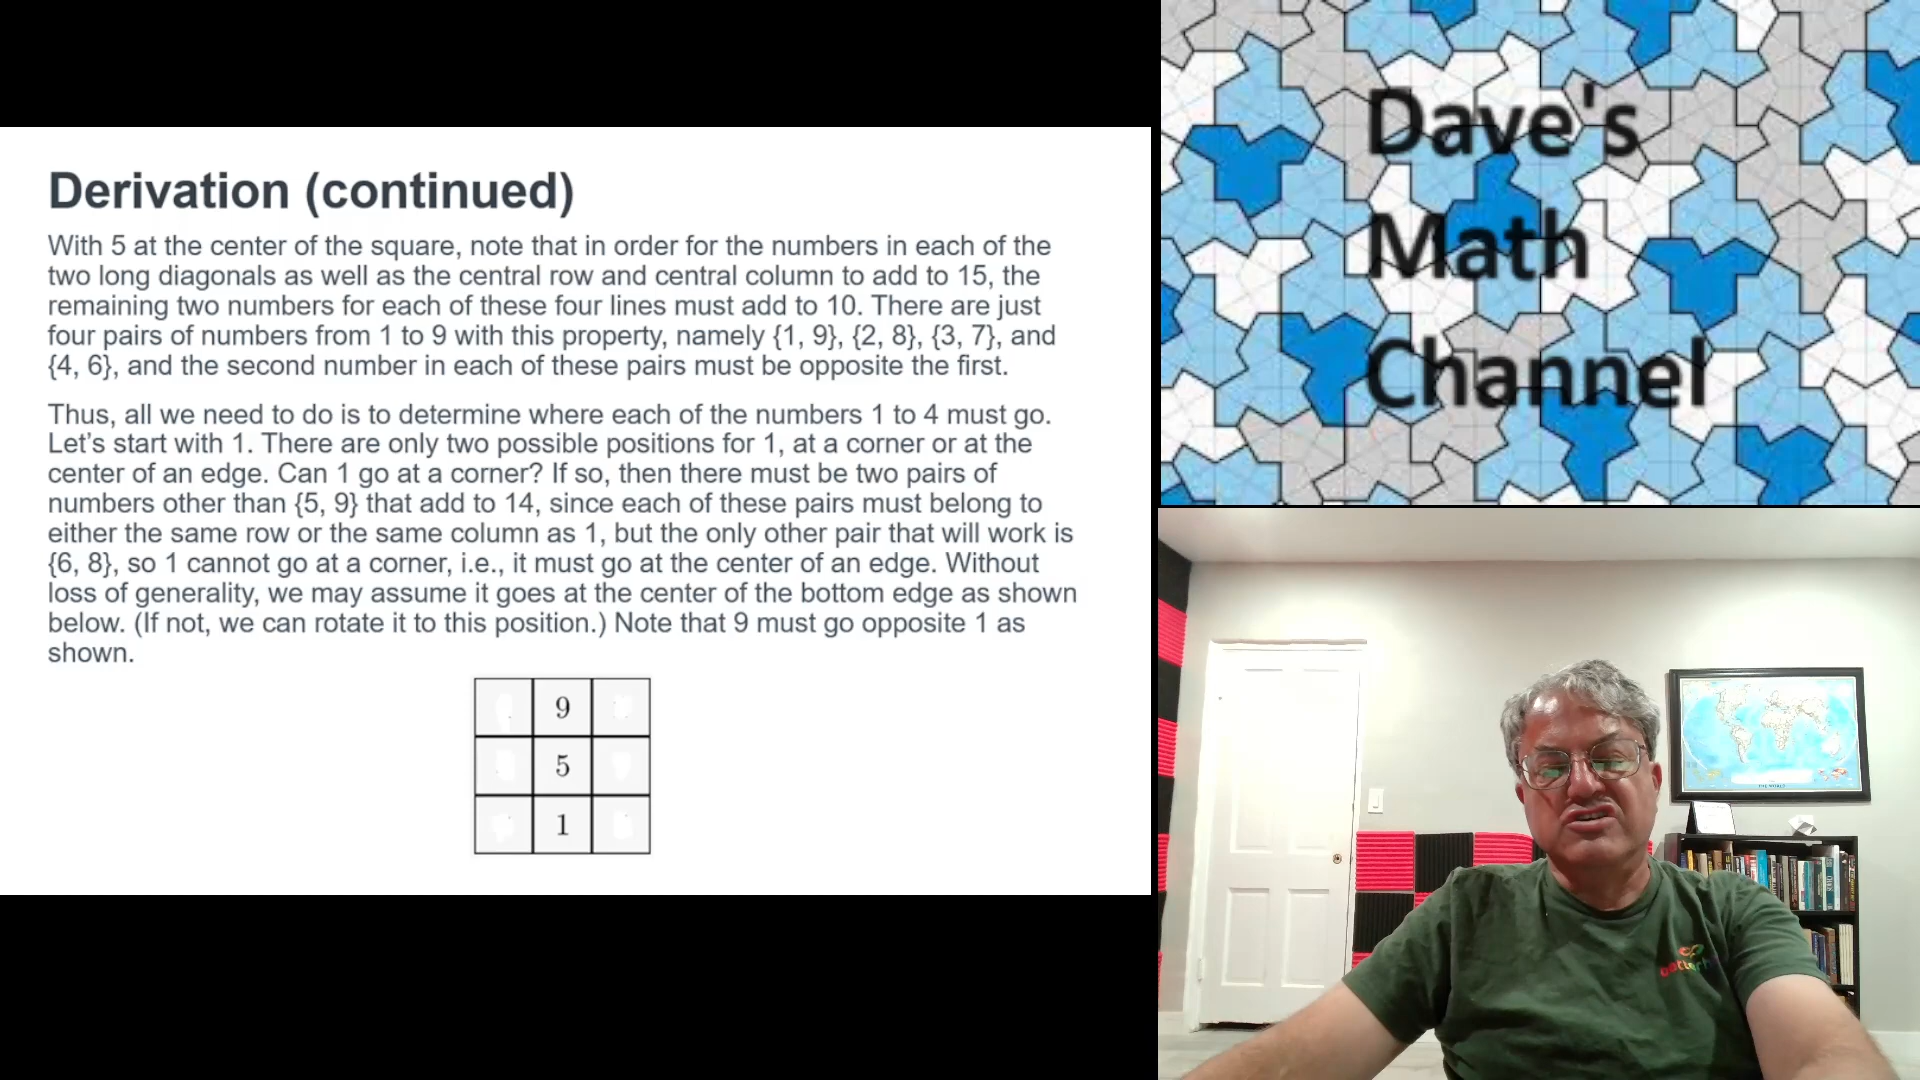 Derivation (continued)
With 5 at the center of the square, note that in order for the numbers in each of the
two long diagonals as well as the central row and central column to add to 15, the
remaining two numbers for each of these four lines must add to 10. There are just
four pairs of numbers from 1 to 9 with this property, namely {1, 9}, {2, 8}, {3, 7}, and
{4, 6}, and the second number in each of these pairs must be opposite the first.
Thus, all we need to do is to determine where each of the numbers 1 to 4 must go.
Let’s start with 1. There are only two possible positions for 1, at a corner or at the
center of an edge. Can 1 go at a corner? If so, then there must be two pairs of
numbers other than {5, 9} that add to 14, since each of these pairs must belong to
either the same row or the same column as 1, but the only other pair that will work is
{6, 8}, so 1 cannot go at a corner, i.e., it must go at the center of an edge. Without
loss of generality, we may assume it goes at the center of the bottom edge as shown
below. (If not, we can rotate it to this position.) Note that 9 must go opposite 1 as
shown.
9
5
1
Dave's
Math
Channel
THE WORLD